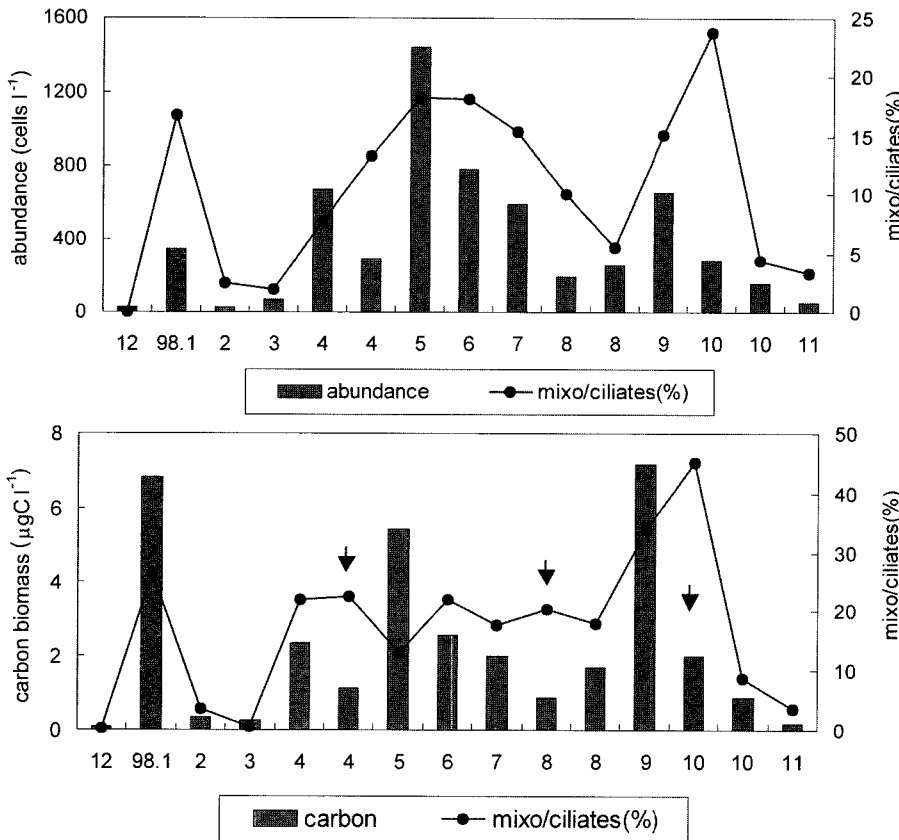 abundance (cells l⁻¹)
1600
1200
800
400
0
25
20
15
10
5
0
mixo/ciliates(%)
12 98.1 2 3 4 4 5 6 7 8 8 9 10 10 11
abundance mixo/ciliates(%)
carbon biomass (µgC l⁻¹)
8
6
4
2
0
50
40
30
20
10
0
mixo/ciliates(%)
12 98.1 2 3 4 4 5 6 7 8 8 9 10 10 11
carbon mixo/ciliates(%)